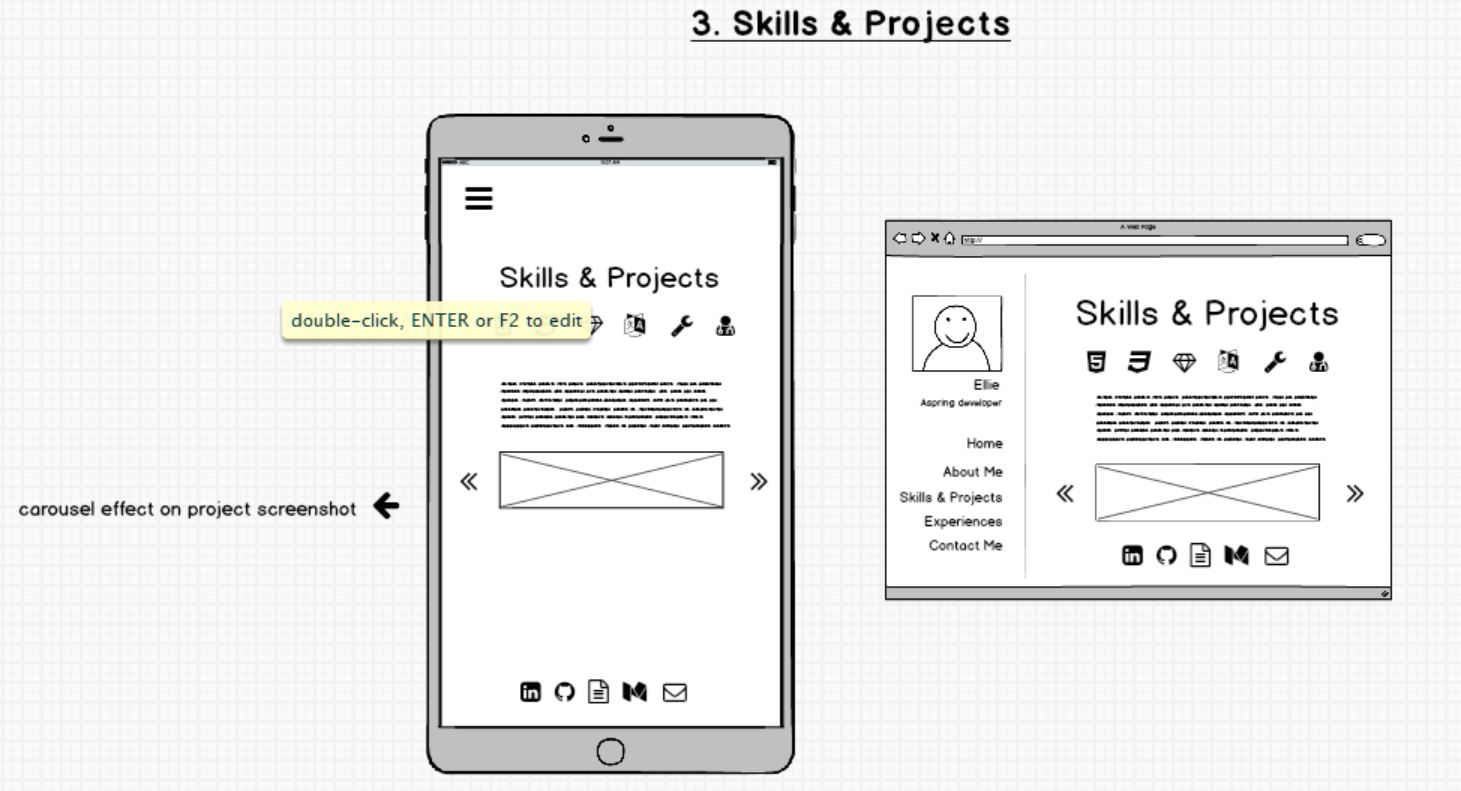 3. Skills & Projects
Skills & Projects
double-click, ENTER or F2 to edit
carousel effect on project screenshot
A Web Page
http://
Ellie
Aspring developer
Home
About Me
Skills & Projects
Experiences
Contact Me
Skills & Projects